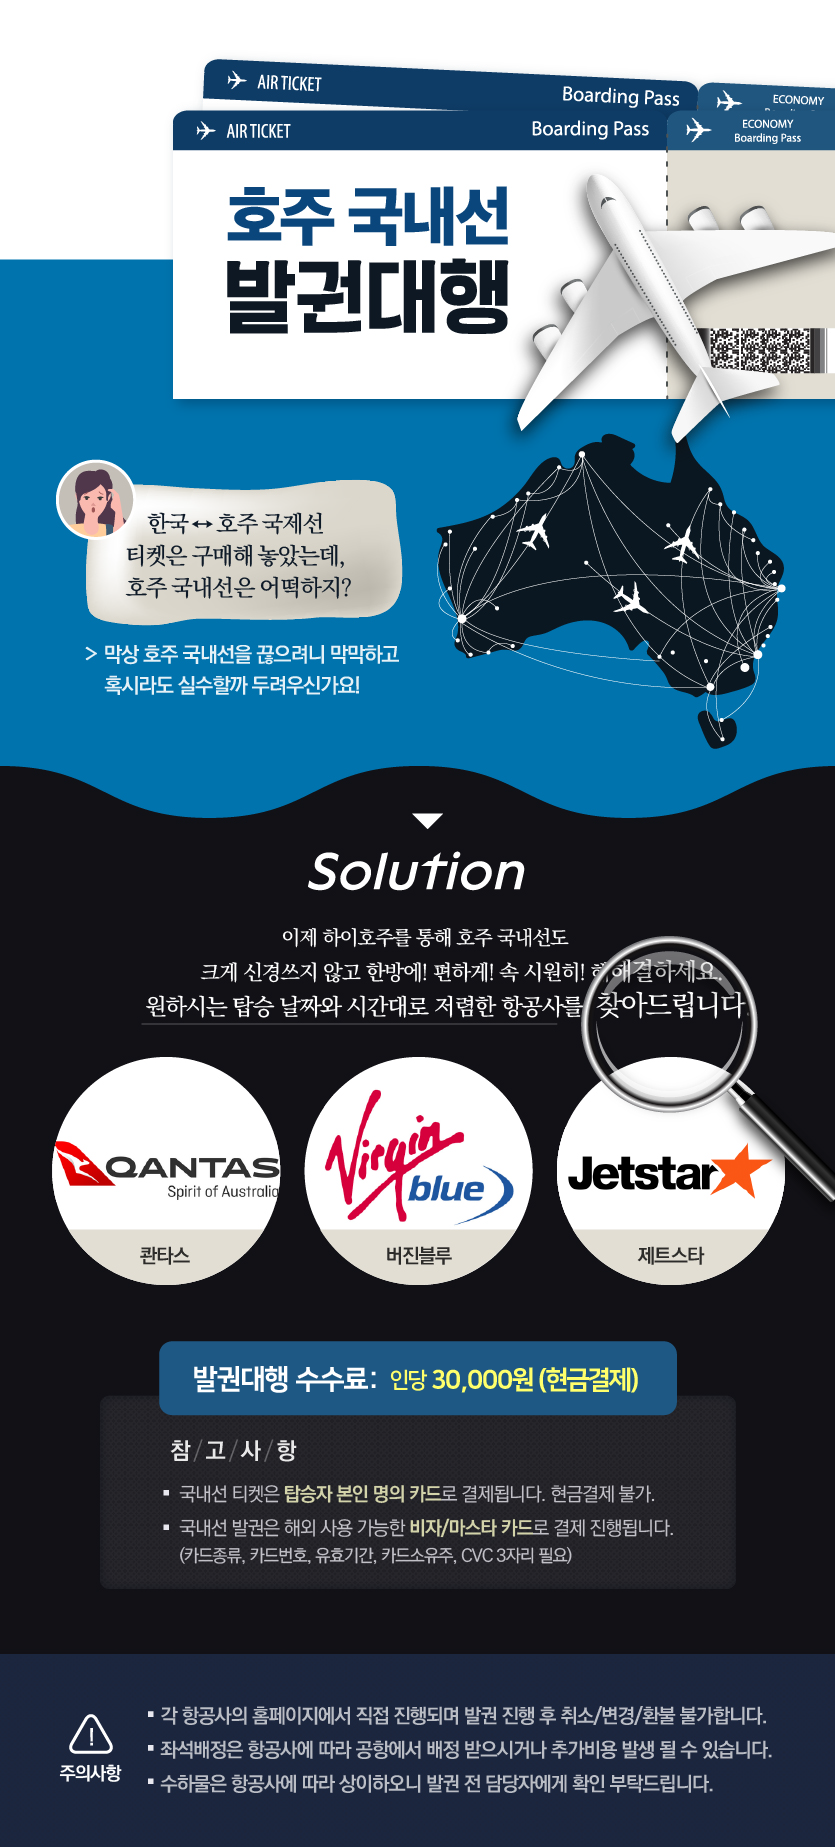 AIR TICKET
Boarding Pass
ECONOMY
AIR TICKET
Boarding Pass
ECONOMY
Boarding Pass
호주 국내선
발권대행
한국 ↔ 호주 국제선
티켓은 구매해 놓았는데,
호주 국내선은 어떡하지?
> 막상 호주 국내선을 끊으려니 막막하고
혹시라도 실수할까 두려우신가요!
Solution
이제 하이호주를 통해 호주 국내선도
크게 신경쓰지 않고 한방에! 편하게! 속 시원히! 해결하세요.
원하시는 탑승 날짜와 시간대로 저렴한 항공사를 찾아드립니다.
QANTAS
Spirit of Australia
콴타스
Virgin
blue
버진블루
Jetstar
제트스타
발권대행 수수료: 인당 30,000원 (현금결제)
참/고/사/항
▪ 국내선 티켓은 탑승자 본인 명의 카드로 결제됩니다. 현금결제 불가.
▪ 국내선 발권은 해외 사용 가능한 비자/마스타 카드로 결제 진행됩니다.
(카드종류, 카드번호, 유효기간, 카드소유주, CVC 3자리 필요)
!
주의사항
▪ 각 항공사의 홈페이지에서 직접 진행되며 발권 진행 후 취소/변경/환불 불가합니다.
▪ 좌석배정은 항공사에 따라 공항에서 배정 받으시거나 추가비용 발생 될 수 있습니다.
▪ 수하물은 항공사에 따라 상이하오니 발권 전 담당자에게 확인 부탁드립니다.